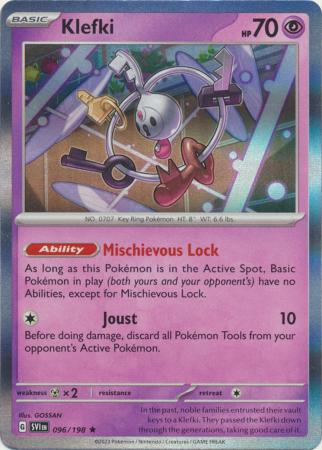 BASIC
Klefki
HP 70
NO. 0707 Key Ring Pokémon HT: 8" WT: 6.6 lbs.
Ability Mischievous Lock
As long as this Pokémon is in the Active Spot, Basic
Pokémon in play (both yours and your opponent's) have
no Abilities, except for Mischievous Lock.
Joust 10
Before doing damage, discard all Pokémon Tools from your
opponent's Active Pokémon.
weakness ×2 resistance retreat
Illus. GOSSAN
G SVI EN 096/198 ★
In the past, noble families entrusted their vault
keys to a Klefki. They passed the Klefki down
through the generations, taking good care of it.
©2023 Pokémon / Nintendo / Creatures / GAME FREAK